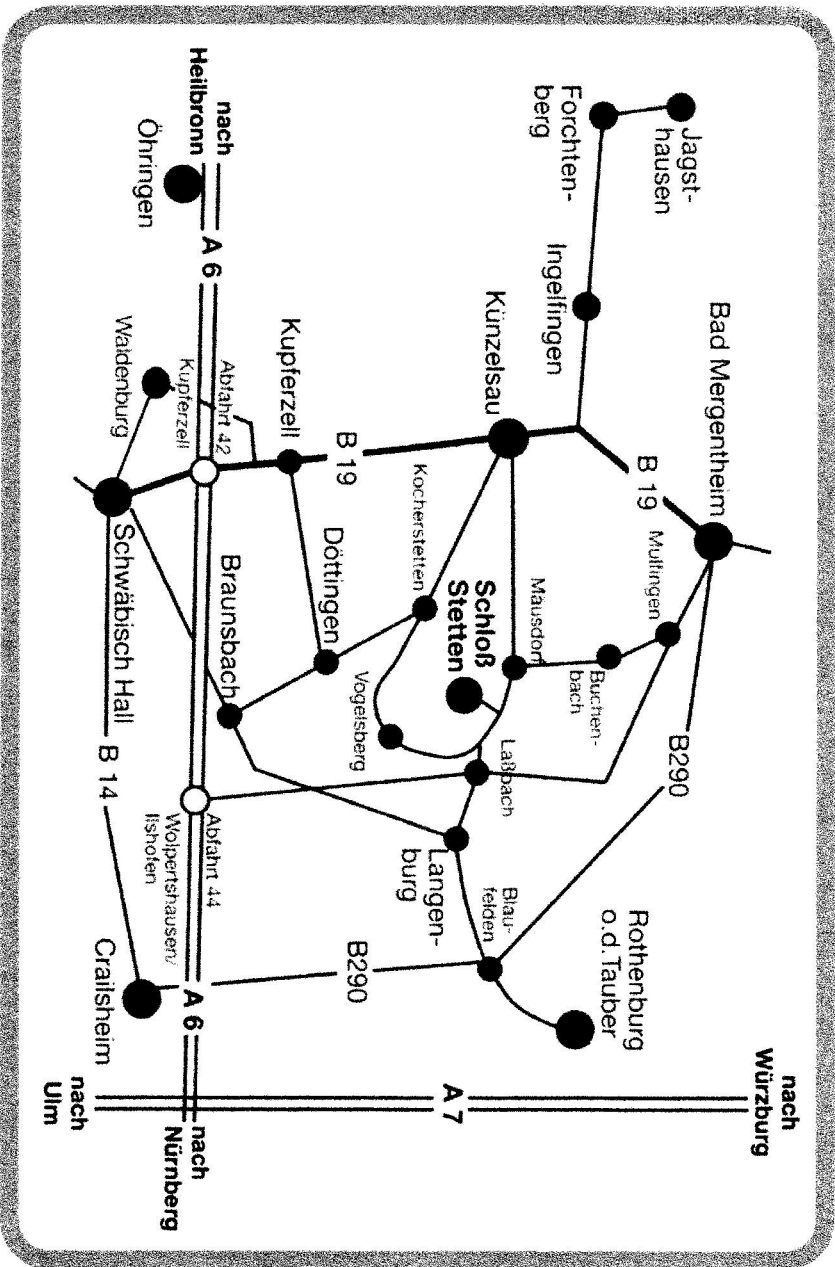 nach
Würzburg
Jagst-
hausen
Bad Mergentheim
Forchten-
berg
B 19
Mulfingen
B290
Rothenburg
o.d.Tauber
Ingelfingen
Buchen-
bach
Künzelsau
Mäusdorf
Schloß
Stetten
Laßbach
Blau-
felden
A 7
Kocherstetten
Vogelsberg
Langen-
burg
B 19
Kupferzell
Döttingen
B290
Braunsbach
nach
Heilbronn
A 6
Abfahrt 42
Kupferzell
Abfahrt 44
Wolpertshausen/
Ilshofen
A 6
nach
Nürnberg
Öhringen
Waldenburg
Schwäbisch Hall
B 14
Crailsheim
nach
Ulm